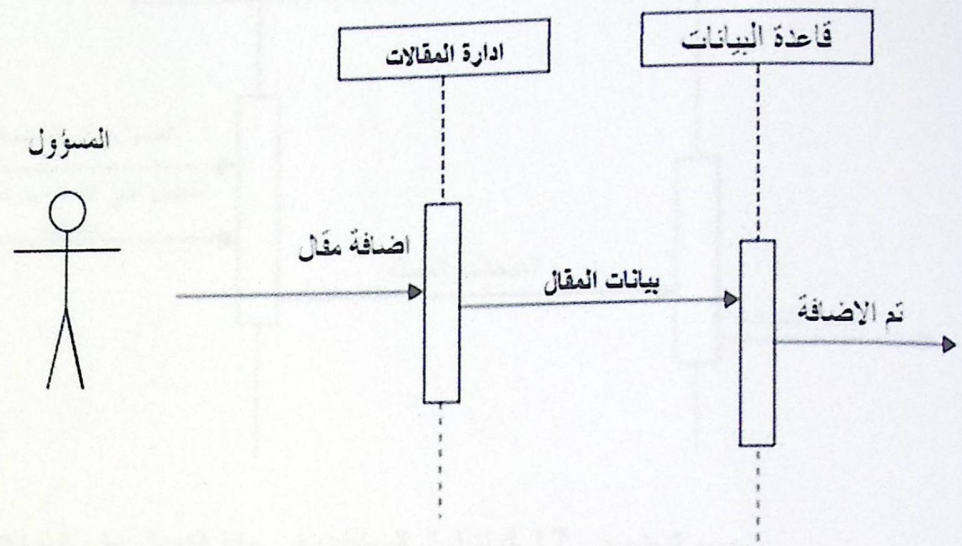 قاعدة البيانات
ادارة المقالات
المسؤول
اضافة مقال
بيانات المقال
تم الاضافة